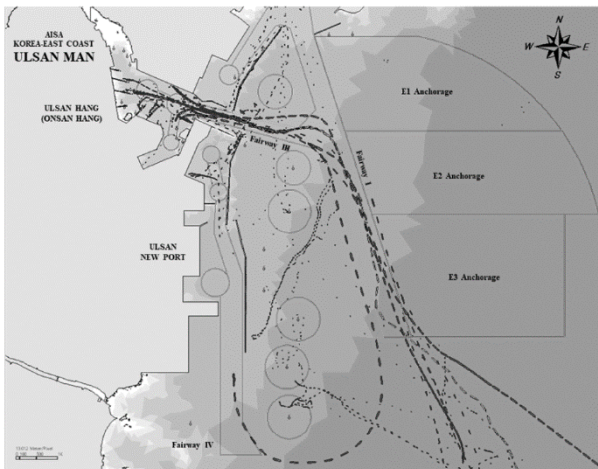 AISA
KOREA-EAST COAST
ULSAN MAN
N
W
E
S
ULSAN HANG
(ONSAN HANG)
E1 Anchorage
Fairway III
Fairway I
E2 Anchorage
ULSAN
NEW PORT
E3 Anchorage
Fairway IV